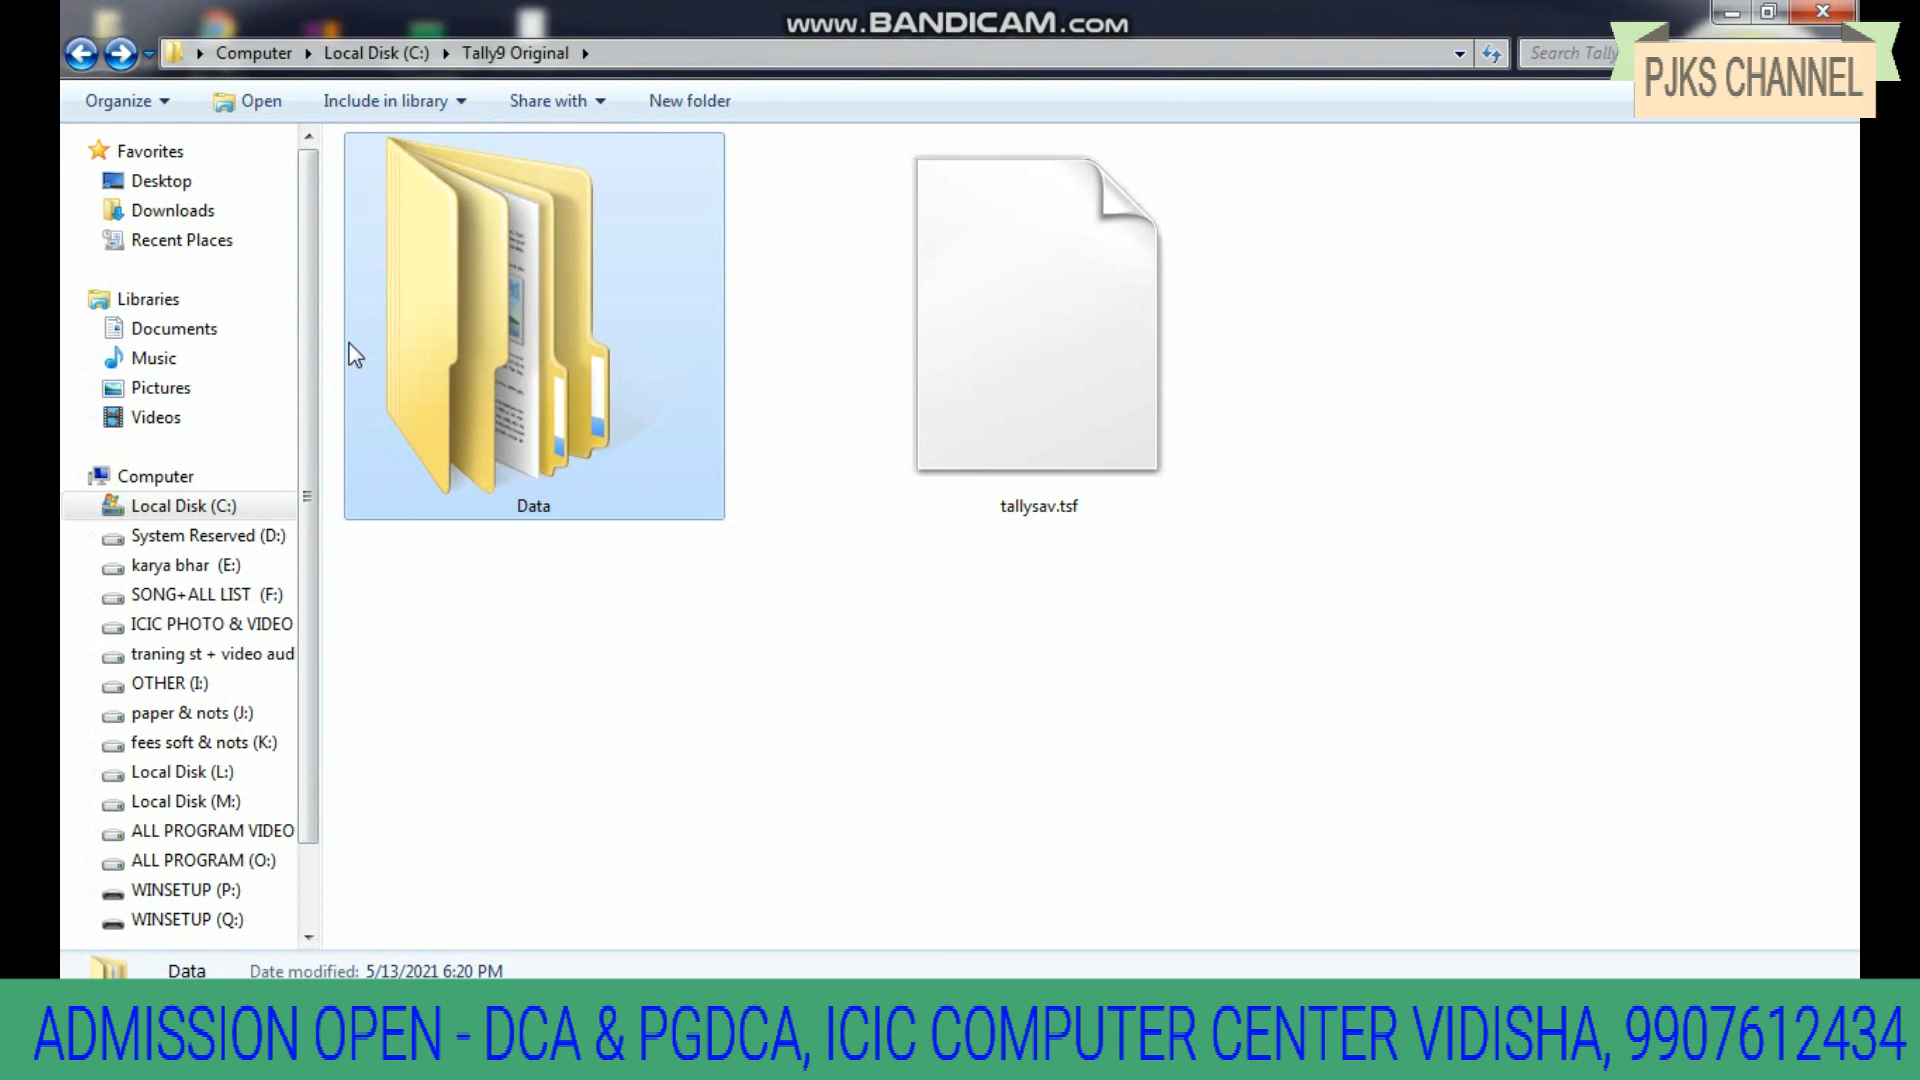 www.BANDICAM.com
Computer
Local Disk (C:)
Tally9 Original
Search Tally
PJKS CHANNEL
Organize
Open
Include in library
Share with
New folder
Favorites
Desktop
Downloads
Recent Places
Libraries
Documents
Music
Pictures
Videos
Computer
Local Disk (C:)
System Reserved (D:)
karya bhar (E:)
SONG+ALL LIST (F:)
ICIC PHOTO & VIDEO
traning st + video aud
OTHER (I:)
paper & nots (J:)
fees soft & nots (K:)
Local Disk (L:)
Local Disk (M:)
ALL PROGRAM VIDEO
ALL PROGRAM (O:)
WINSETUP (P:)
WINSETUP (Q:)
Data
tallysav.tsf
Data Date modified: 5/13/2021 6:20 PM
ADMISSION OPEN - DCA & PGDCA, ICIC COMPUTER CENTER VIDISHA, 9907612434